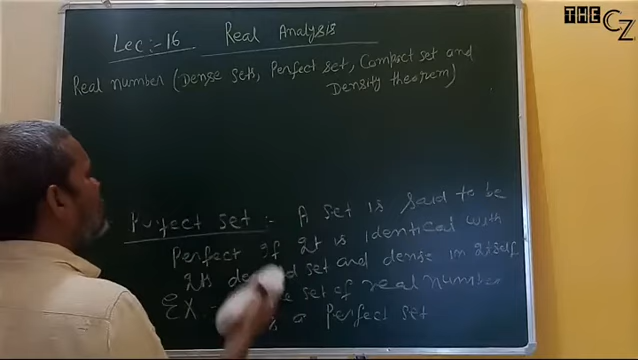 THE CZ
Lec:-16 Real Analysis
Real number (Dense sets, Perfect set, Compact set and
Density theorem)
Perfect set :- A set is said to be
Perfect if it is identical with
its set and dense in itself
EX:- set of real number
a Perfect set